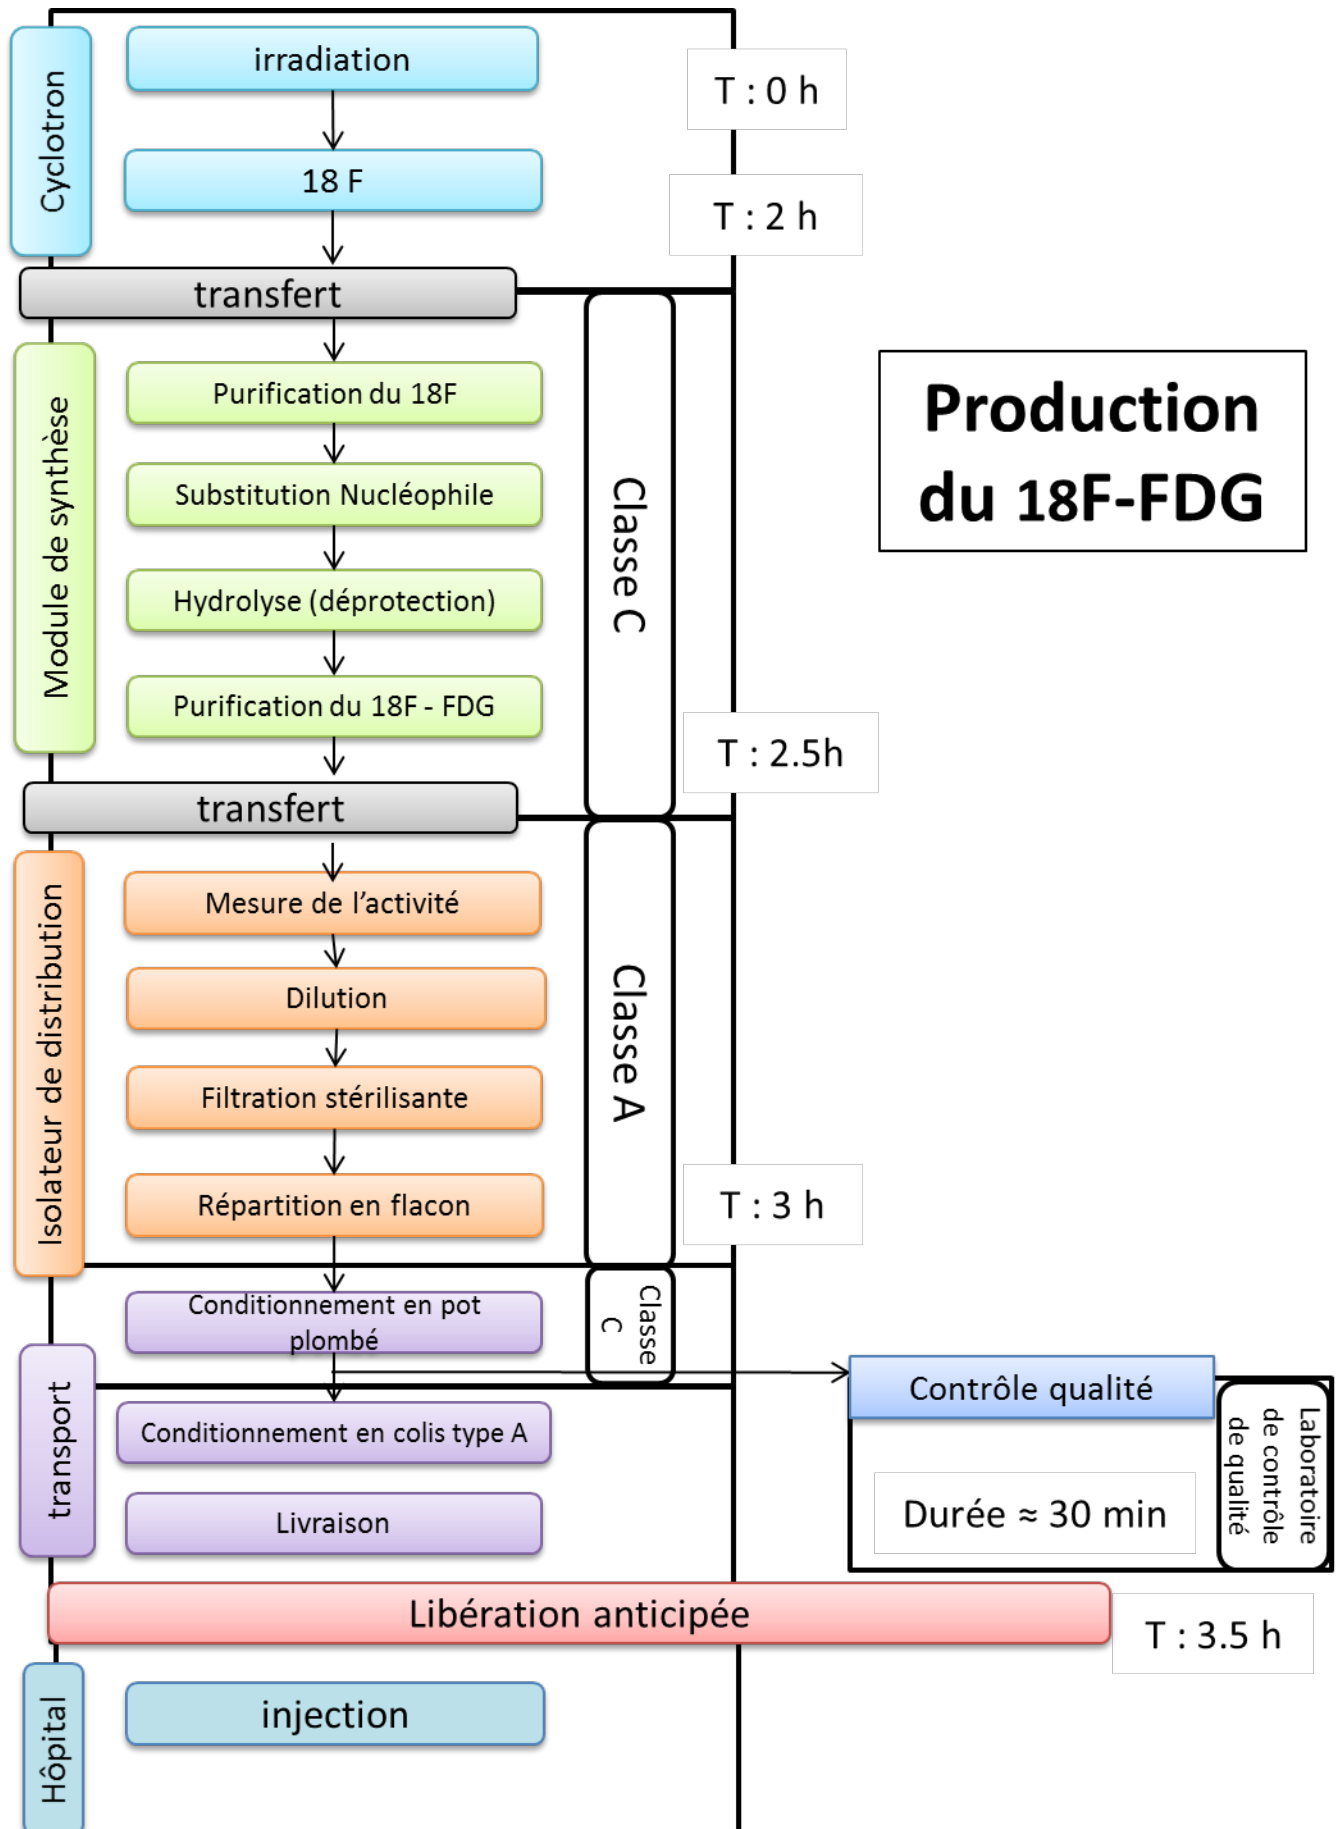 Cyclotron
irradiation
T : 0 h
18 F
T : 2 h
transfert
Module de synthèse
Purification du 18F
Substitution Nucléophile
Hydrolyse (déprotection)
Purification du 18F - FDG
Classe C
Production
du 18F-FDG
T : 2.5h
transfert
Isolateur de distribution
Mesure de l’activité
Dilution
Filtration stérilisante
Répartition en flacon
Classe A
T : 3 h
Conditionnement en pot
plombé
Classe
C
transport
Conditionnement en colis type A
Livraison
Contrôle qualité
Durée ≈ 30 min
Laboratoire
de contrôle
de qualité
Libération anticipée
T : 3.5 h
Hôpital
injection